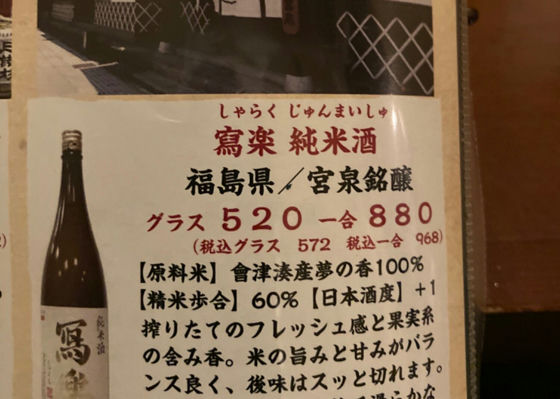 しゃらく じゅんまいしゅ
寫楽 純米酒
福島県／宮泉銘醸
グラス 520 一合 880
(税込グラス 572 税込一合 968)
【原料米】會津湊産夢の香100%
【精米歩合】60%【日本酒度】+1
搾りたてのフレッシュ感と果実系
の含み香。米の旨みと甘みがバラ
ンス良く、後味はスッと切れます。
純米酒
寫楽